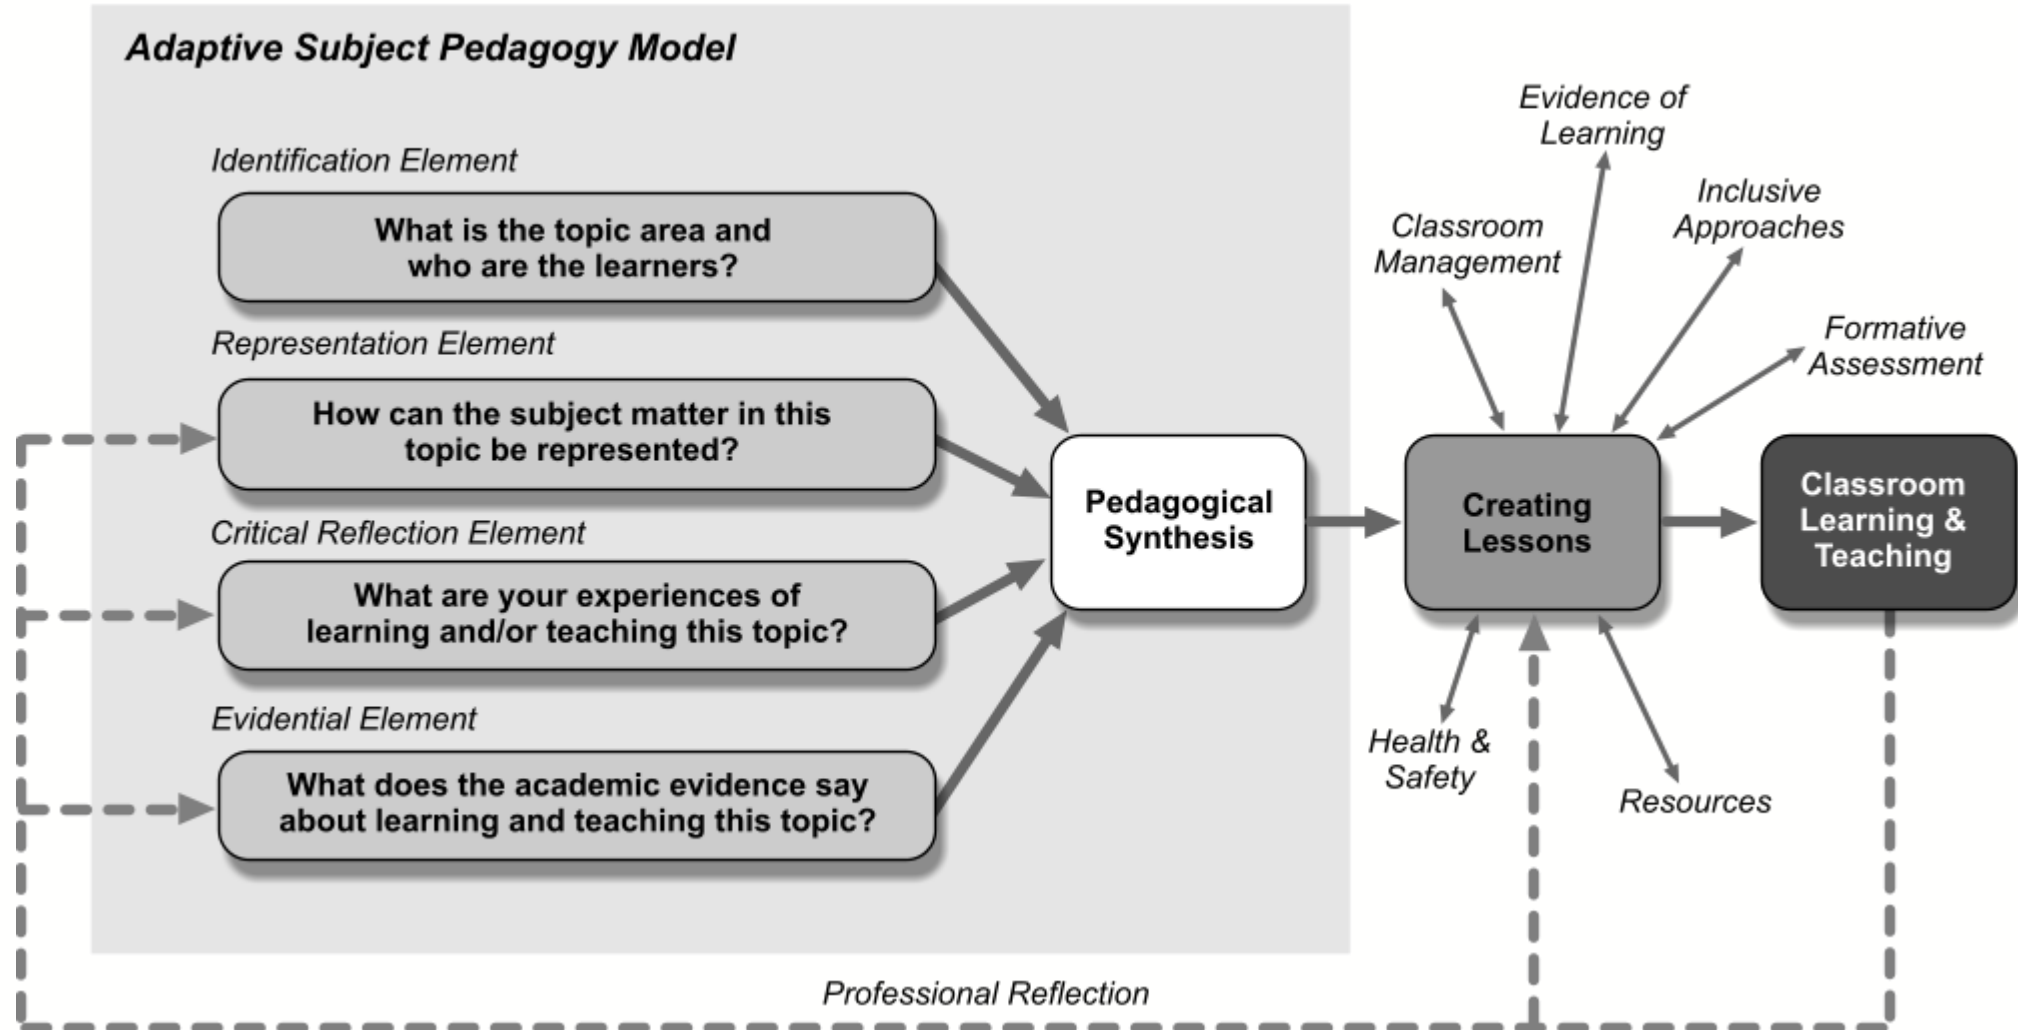 Adaptive Subject Pedagogy Model
Identification Element
What is the topic area and
who are the learners?
Representation Element
How can the subject matter in this
topic be represented?
Critical Reflection Element
What are your experiences of
learning and/or teaching this topic?
Evidential Element
What does the academic evidence say
about learning and teaching this topic?
Pedagogical
Synthesis
Evidence of
Learning
Classroom
Management
Inclusive
Approaches
Formative
Assessment
Creating
Lessons
Classroom
Learning &
Teaching
Health &
Safety
Resources
Professional Reflection